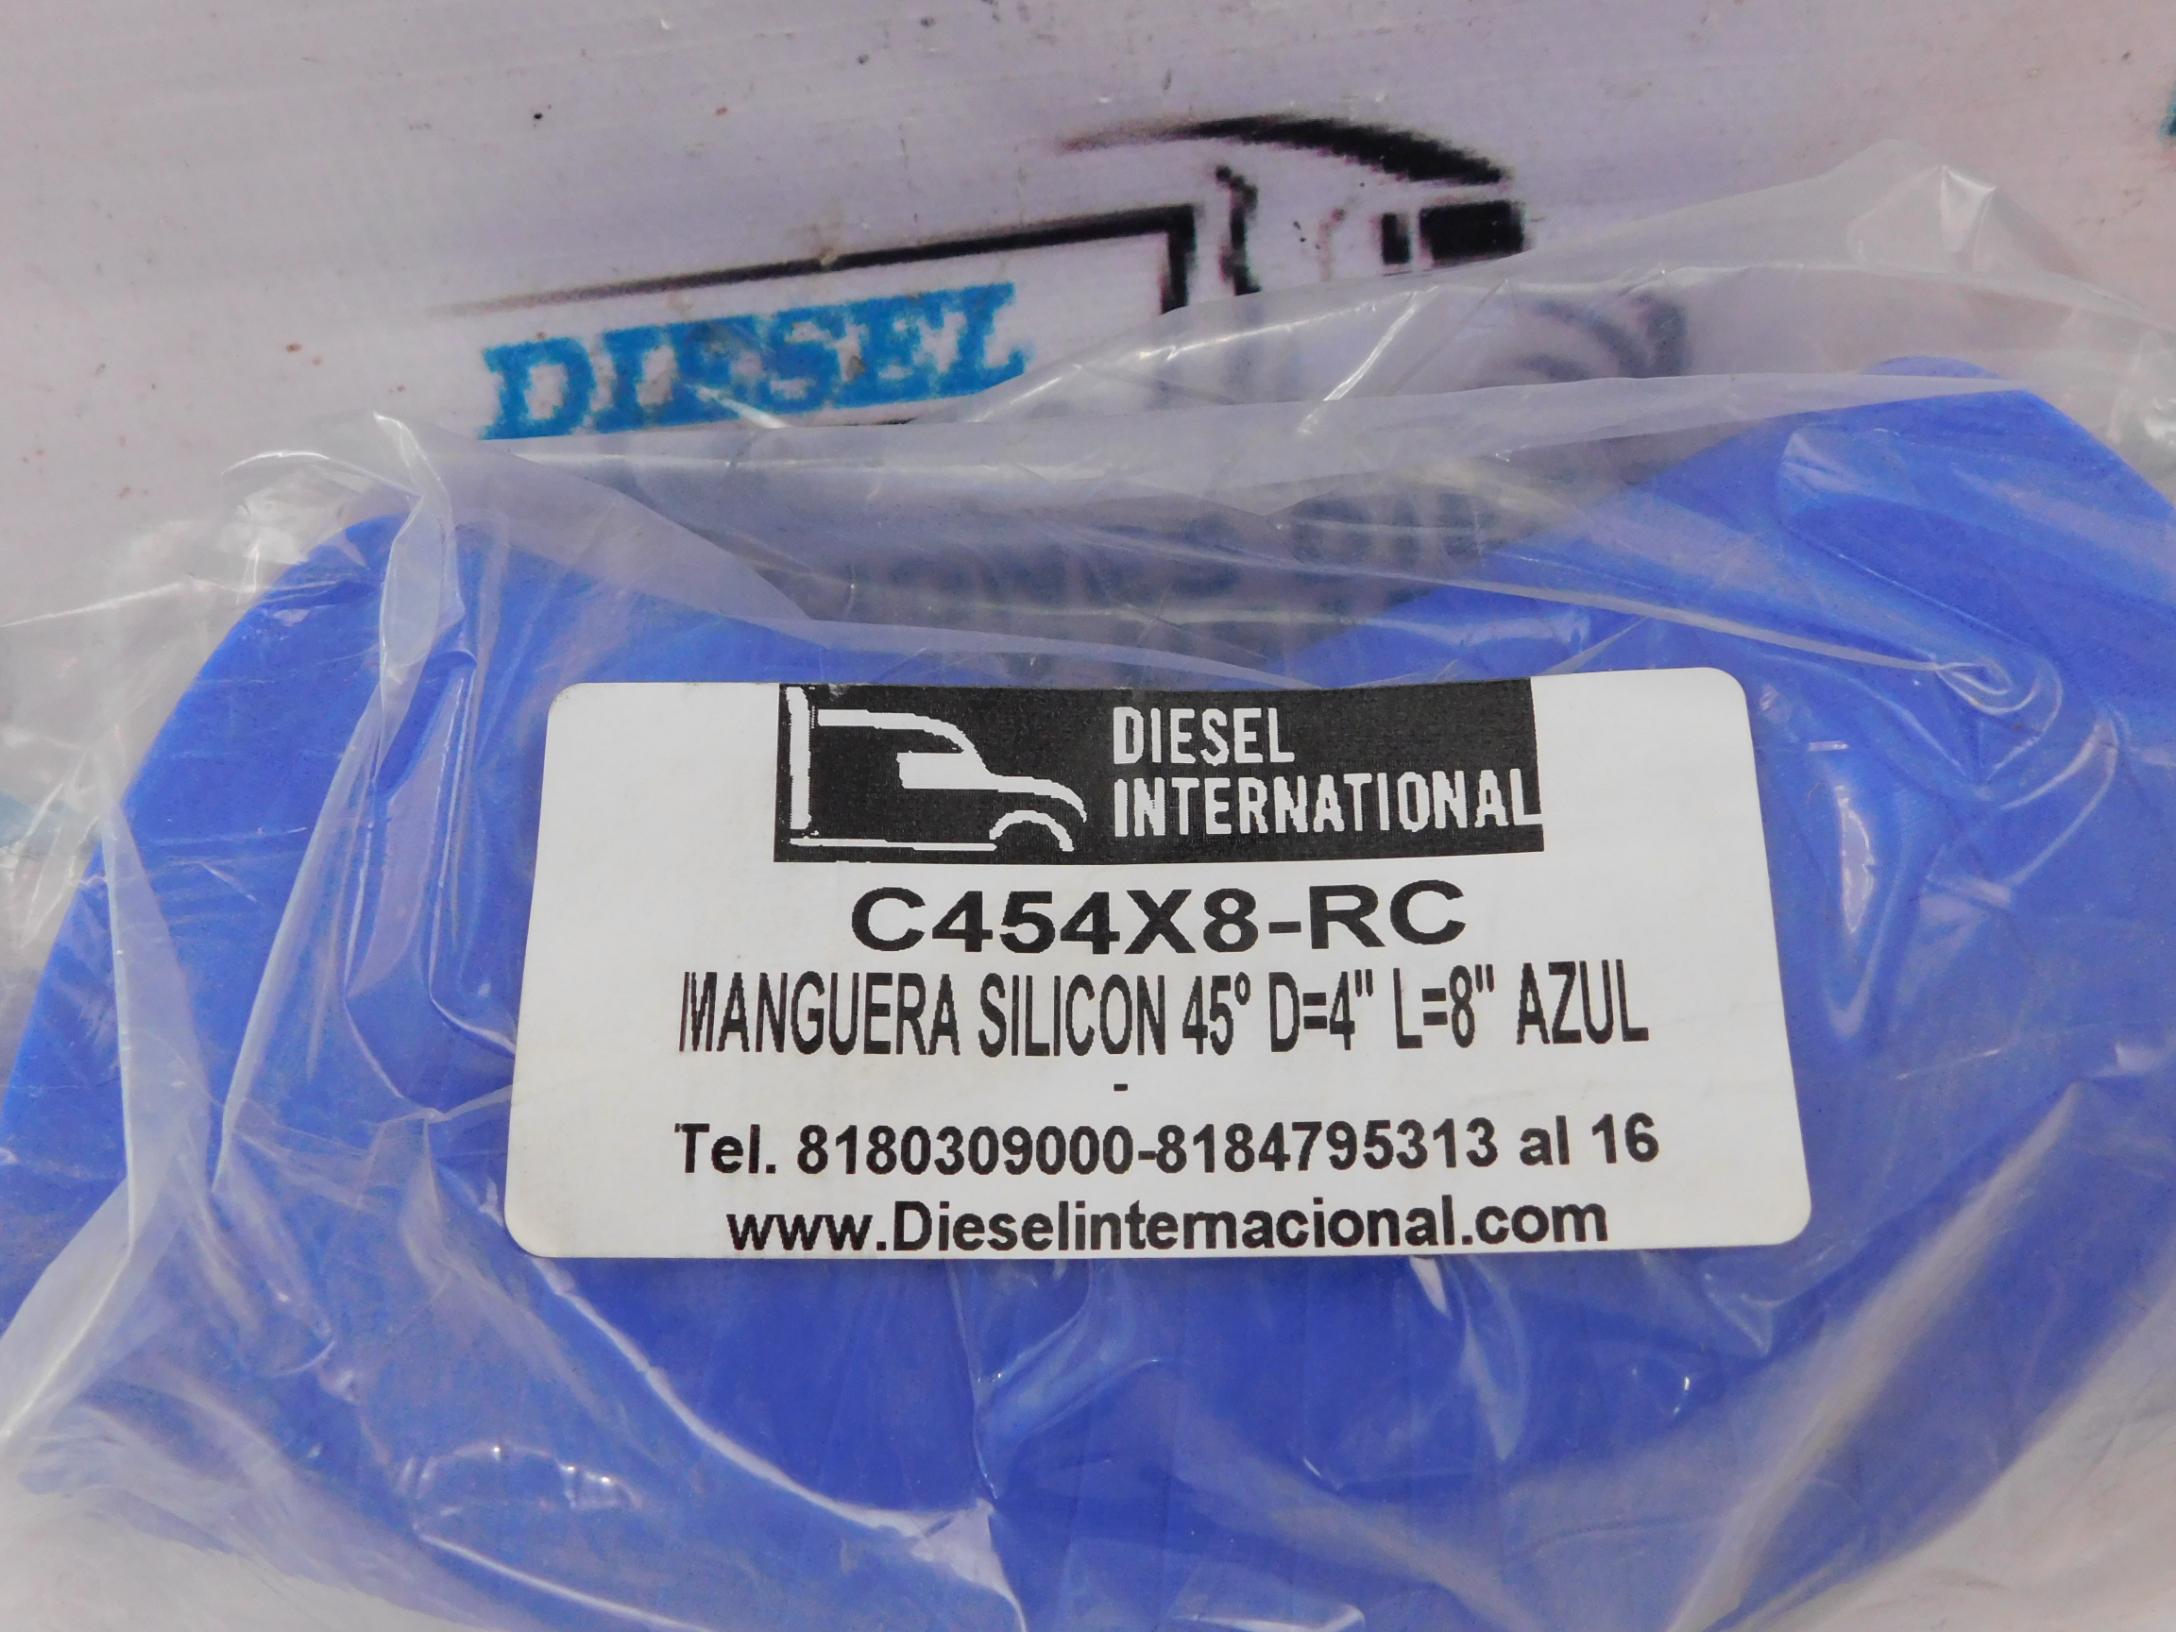 DIESEL
DIESEL
INTERNATIONAL
C454X8-RC
MANGUERA SILICON 45° D=4" L=8" AZUL
-
Tel. 8180309000-8184795313 al 16
www.Dieselinternacional.com